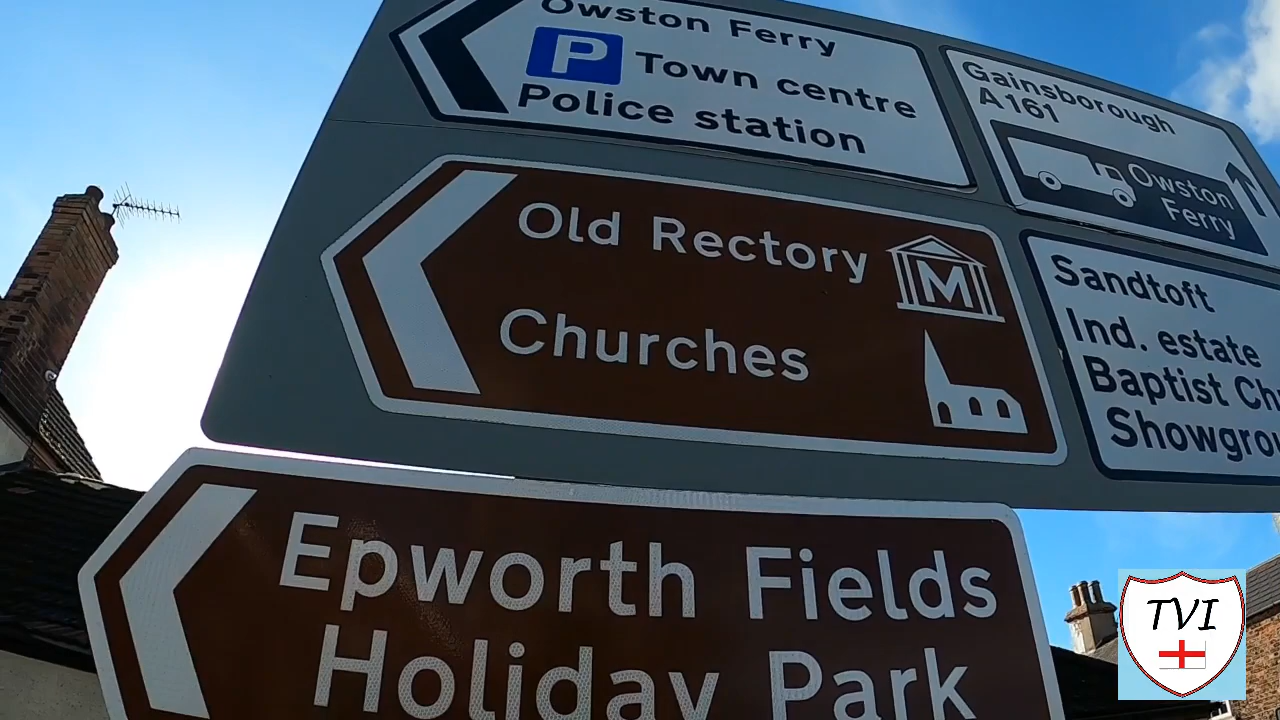 Owston Ferry
P Town centre
Police station
Gainsborough
A161
Owston
Ferry
Old Rectory
M
Churches
Sandtoft
Ind. estate
Baptist
Epworth Fields
Holiday Park
TVI